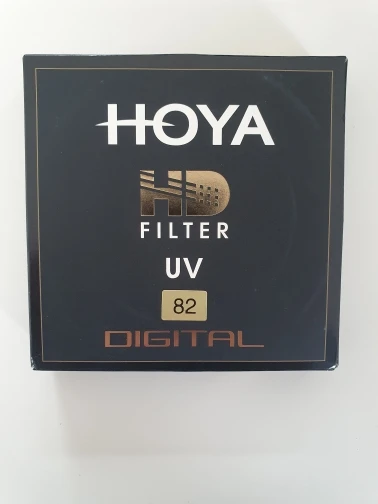 HOYA
HD
FILTER
UV
82
DIGITAL